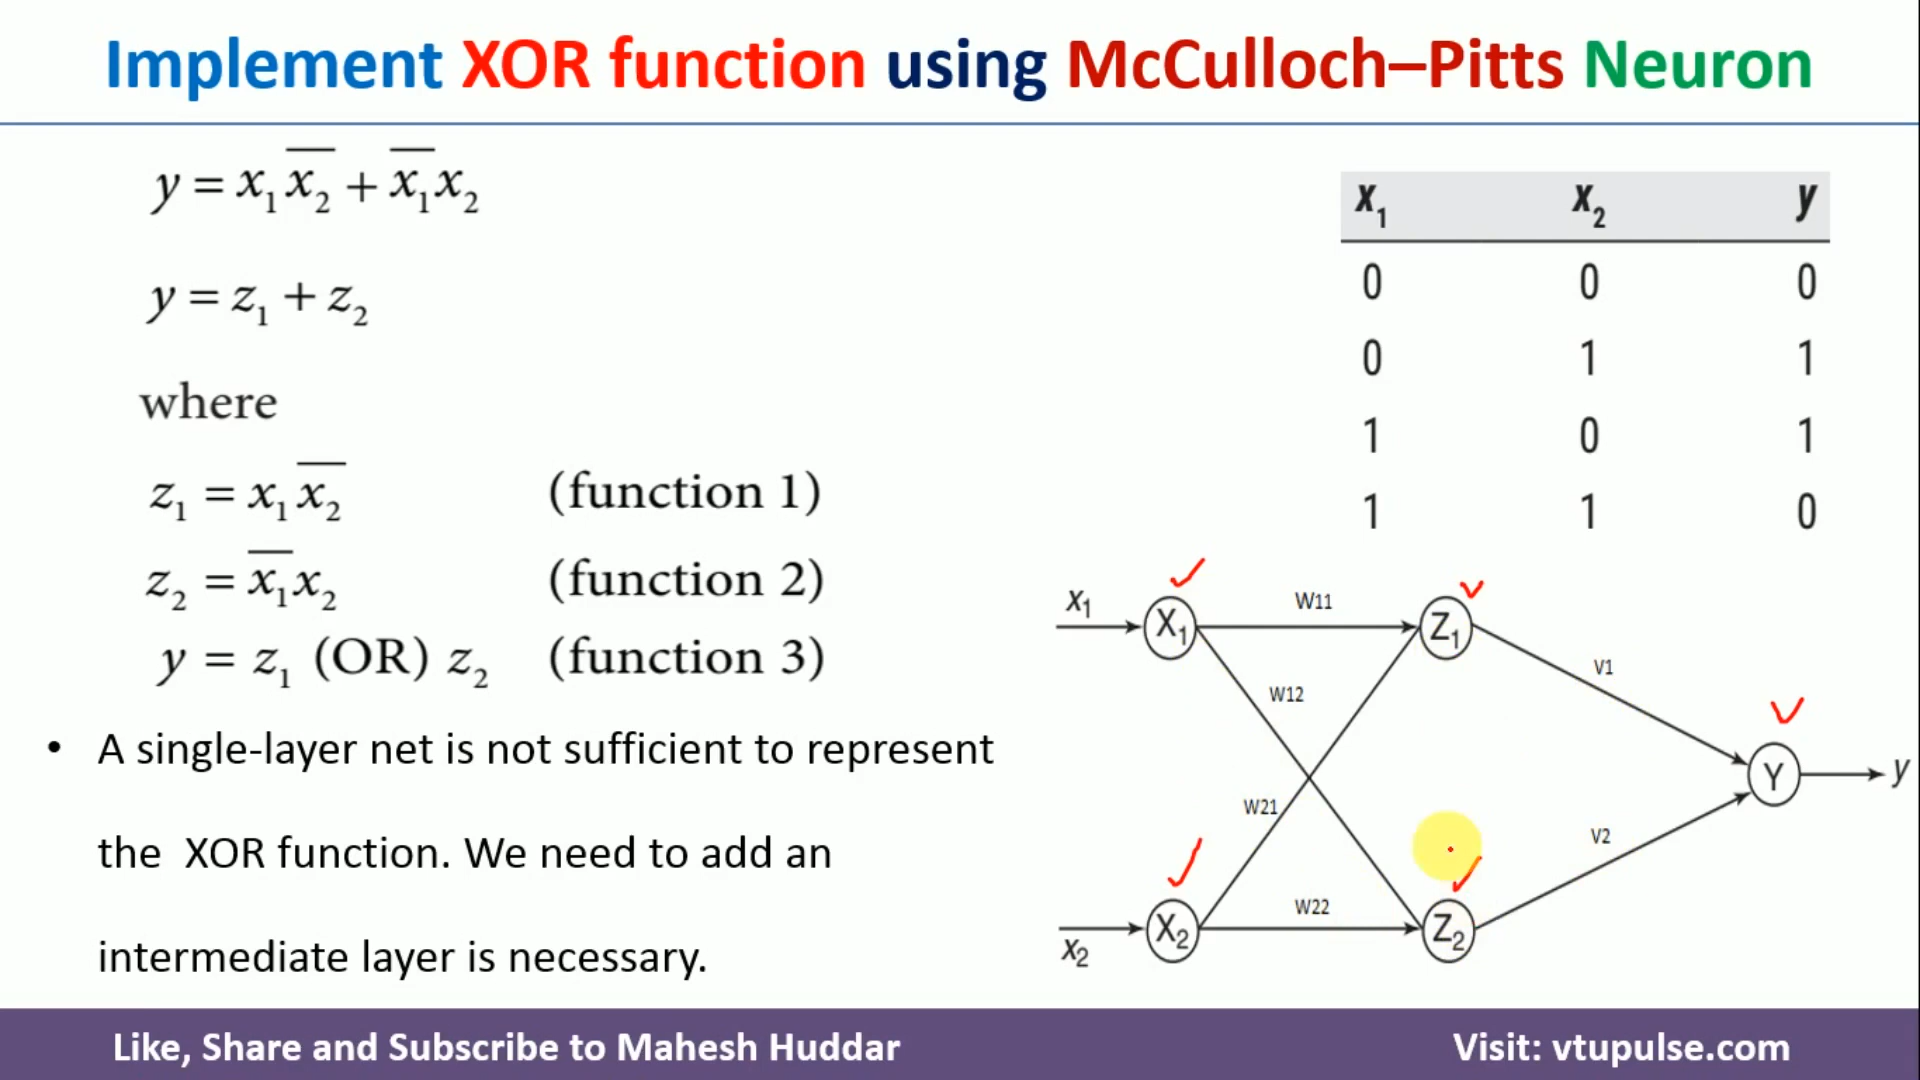 Implement XOR function using McCulloch–Pitts Neuron
y = x₁x̅₂ + x̅₁x₂
y = z₁ + z₂
where
z₁ = x₁x̅₂ (function 1)
z₂ = x̅₁x₂ (function 2)
y = z₁ (OR) z₂ (function 3)
• A single-layer net is not sufficient to represent
the XOR function. We need to add an
intermediate layer is necessary.
x₁ x₂ y
0 0 0
0 1 1
1 0 1
1 1 0
x₁ X₁ W11 Z₁
W12 V1
Y y
W21 V2
x₂ X₂ W22 Z₂
Like, Share and Subscribe to Mahesh Huddar
Visit: vtupulse.com